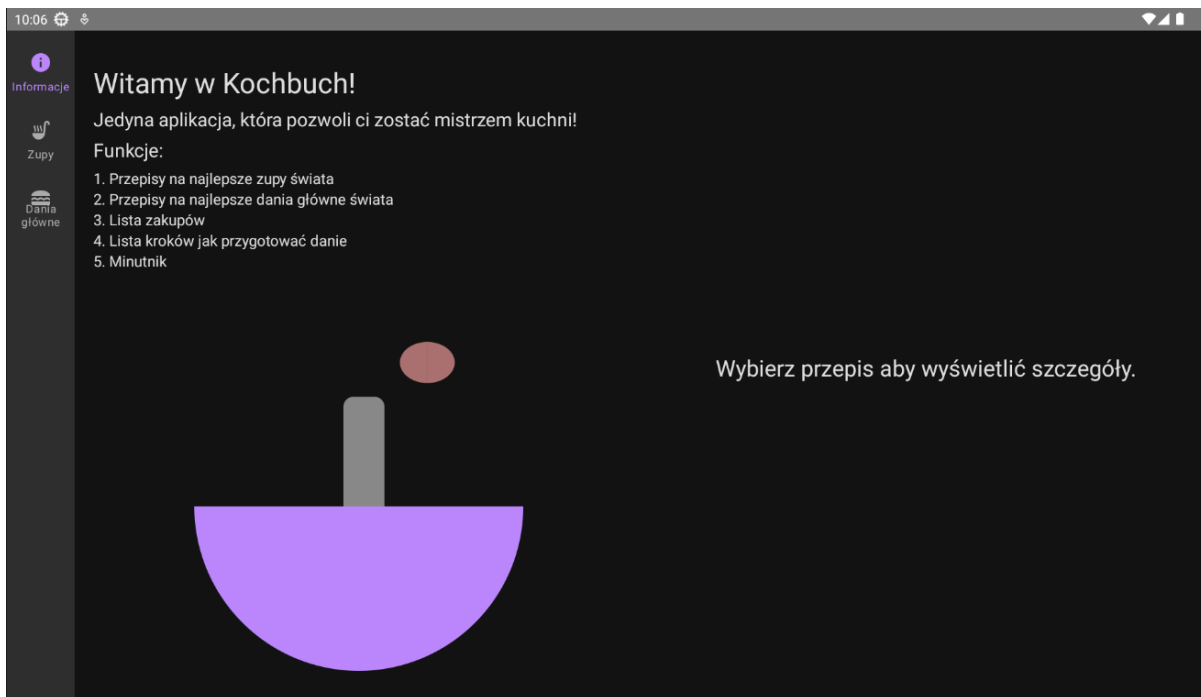 10:06
Informacje
Zupy
Dania
główne
Witamy w Kochbuch!
Jedyna aplikacja, która pozwoli ci zostać mistrzem kuchni!
Funkcje:
1. Przepisy na najlepsze zupy świata
2. Przepisy na najlepsze dania główne świata
3. Lista zakupów
4. Lista kroków jak przygotować danie
5. Minutnik
Wybierz przepis aby wyświetlić szczegóły.